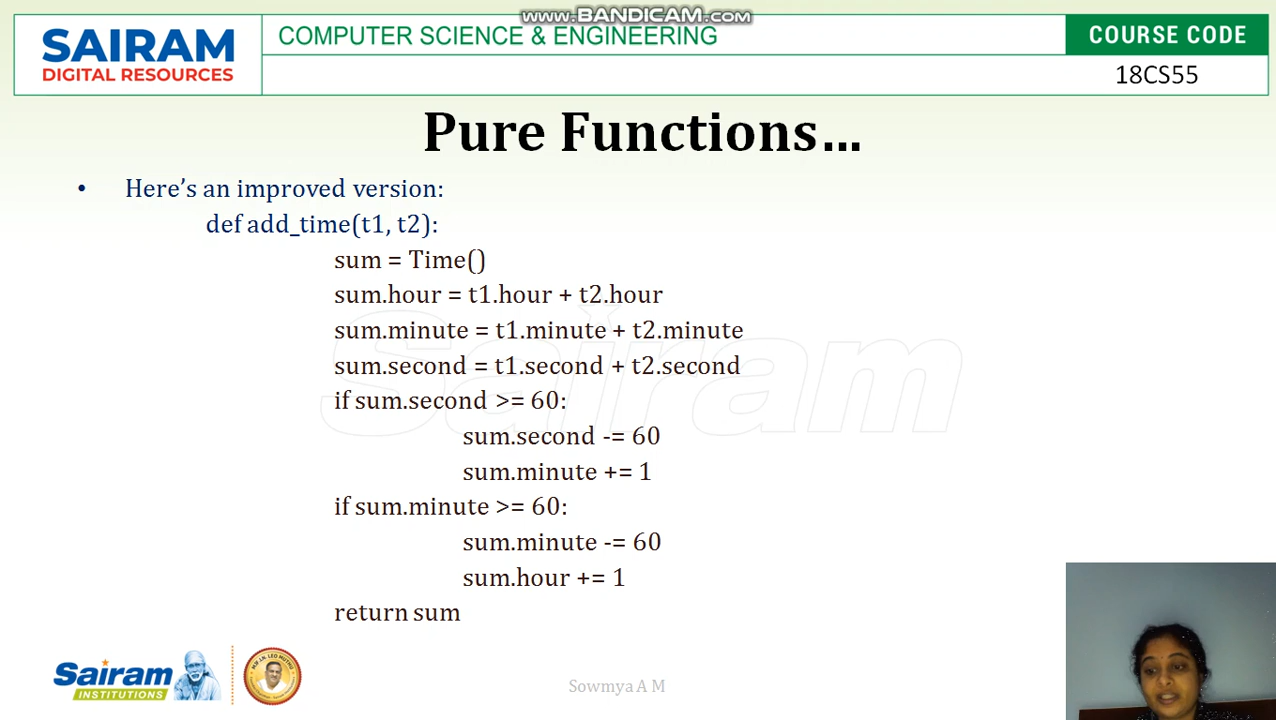 www.BANDICAM.com
SAIRAM
DIGITAL RESOURCES
COMPUTER SCIENCE & ENGINEERING
COURSE CODE
18CS55
Pure Functions...
• Here's an improved version:
def add_time(t1, t2):
sum = Time()
sum.hour = t1.hour + t2.hour
sum.minute = t1.minute + t2.minute
sum.second = t1.second + t2.second
if sum.second >= 60:
sum.second -= 60
sum.minute += 1
if sum.minute >= 60:
sum.minute -= 60
sum.hour += 1
return sum
Sairam
Sairam
INSTITUTIONS
Sowmya A M